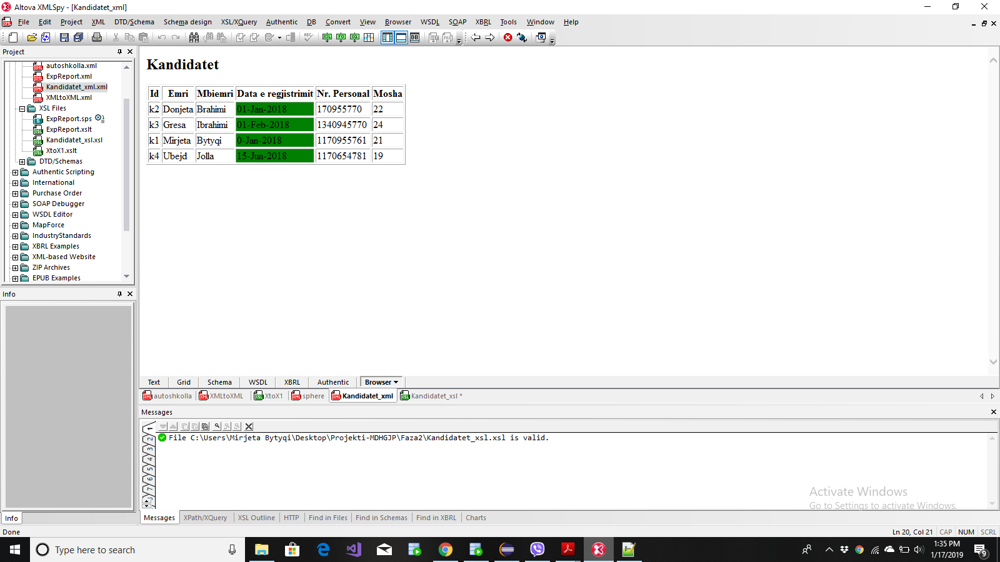 Altova XMLSpy - [Kandidatet_xml]
File Edit Project XML DTD/Schema Schema design XSL/XQuery Authentic DB Convert View Browser WSDL SOAP XBRL Tools Window Help
Project
autoshkolla.xml
ExpReport.xml
Kandidatet_xml.xml
XMLtoXML.xml
XSL Files
ExpReport.sps
ExpReport.xslt
Kandidatet_xsl.xsl
XtoX1.xslt
DTD/Schemas
Authentic Scripting
International
Purchase Order
SOAP Debugger
WSDL Editor
MapForce
IndustryStandards
XBRL Examples
XML-based Website
ZIP Archives
EPUB Examples
Info
Info
Kandidatet
Id Emri Mbiemri Data e regjistrimit Nr. Personal Mosha
k2 Donjeta Brahimi 01-Jan-2018 170955770 22
k3 Gresa Ibrahimi 01-Feb-2018 1340945770 24
k1 Mirjeta Bytyqi 0-Jan-2018 1170955761 21
k4 Ubejd Jolla 15-Jun-2018 1170654781 19
Text Grid Schema WSDL XBRL Authentic Browser
autoshkolla XMLtoXML XtoX1 sphere Kandidatet_xml Kandidatet_xsl *
Messages
1 2 3 4 5 6 7
File C:\Users\Mirjeta Bytyqi\Desktop\Projekti-MDHGJP\Faza2\Kandidatet_xsl.xsl is valid.
Activate Windows
Go to Settings to activate Windows.
Messages XPath/XQuery XSL Outline HTTP Find in Files Find in Schemas Find in XBRL Charts
Done
Ln 20, Col 21 CAP NUM SCRL
Type here to search
1:35 PM
1/17/2019
9